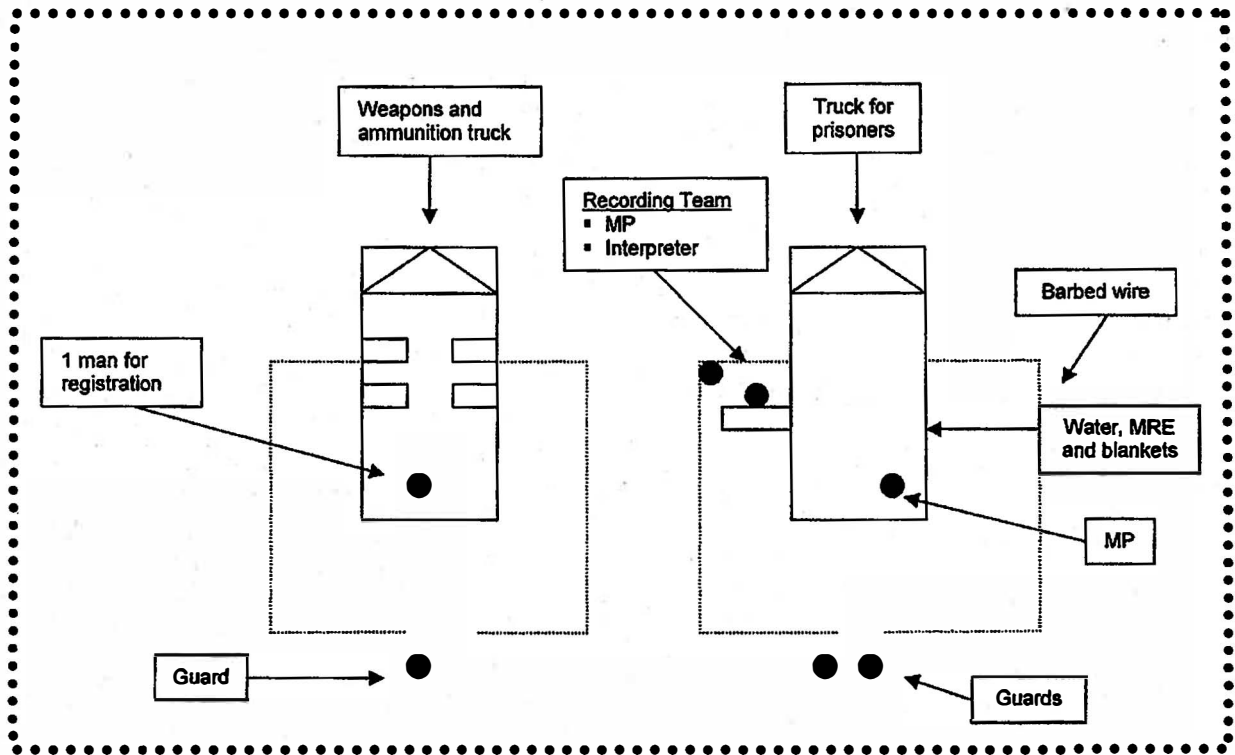 Weapons and
ammunition truck
Truck for
prisoners
Recording Team
▪ MP
▪ Interpreter
Barbed wire
1 man for
registration
Water, MRE
and blankets
MP
Guard
Guards